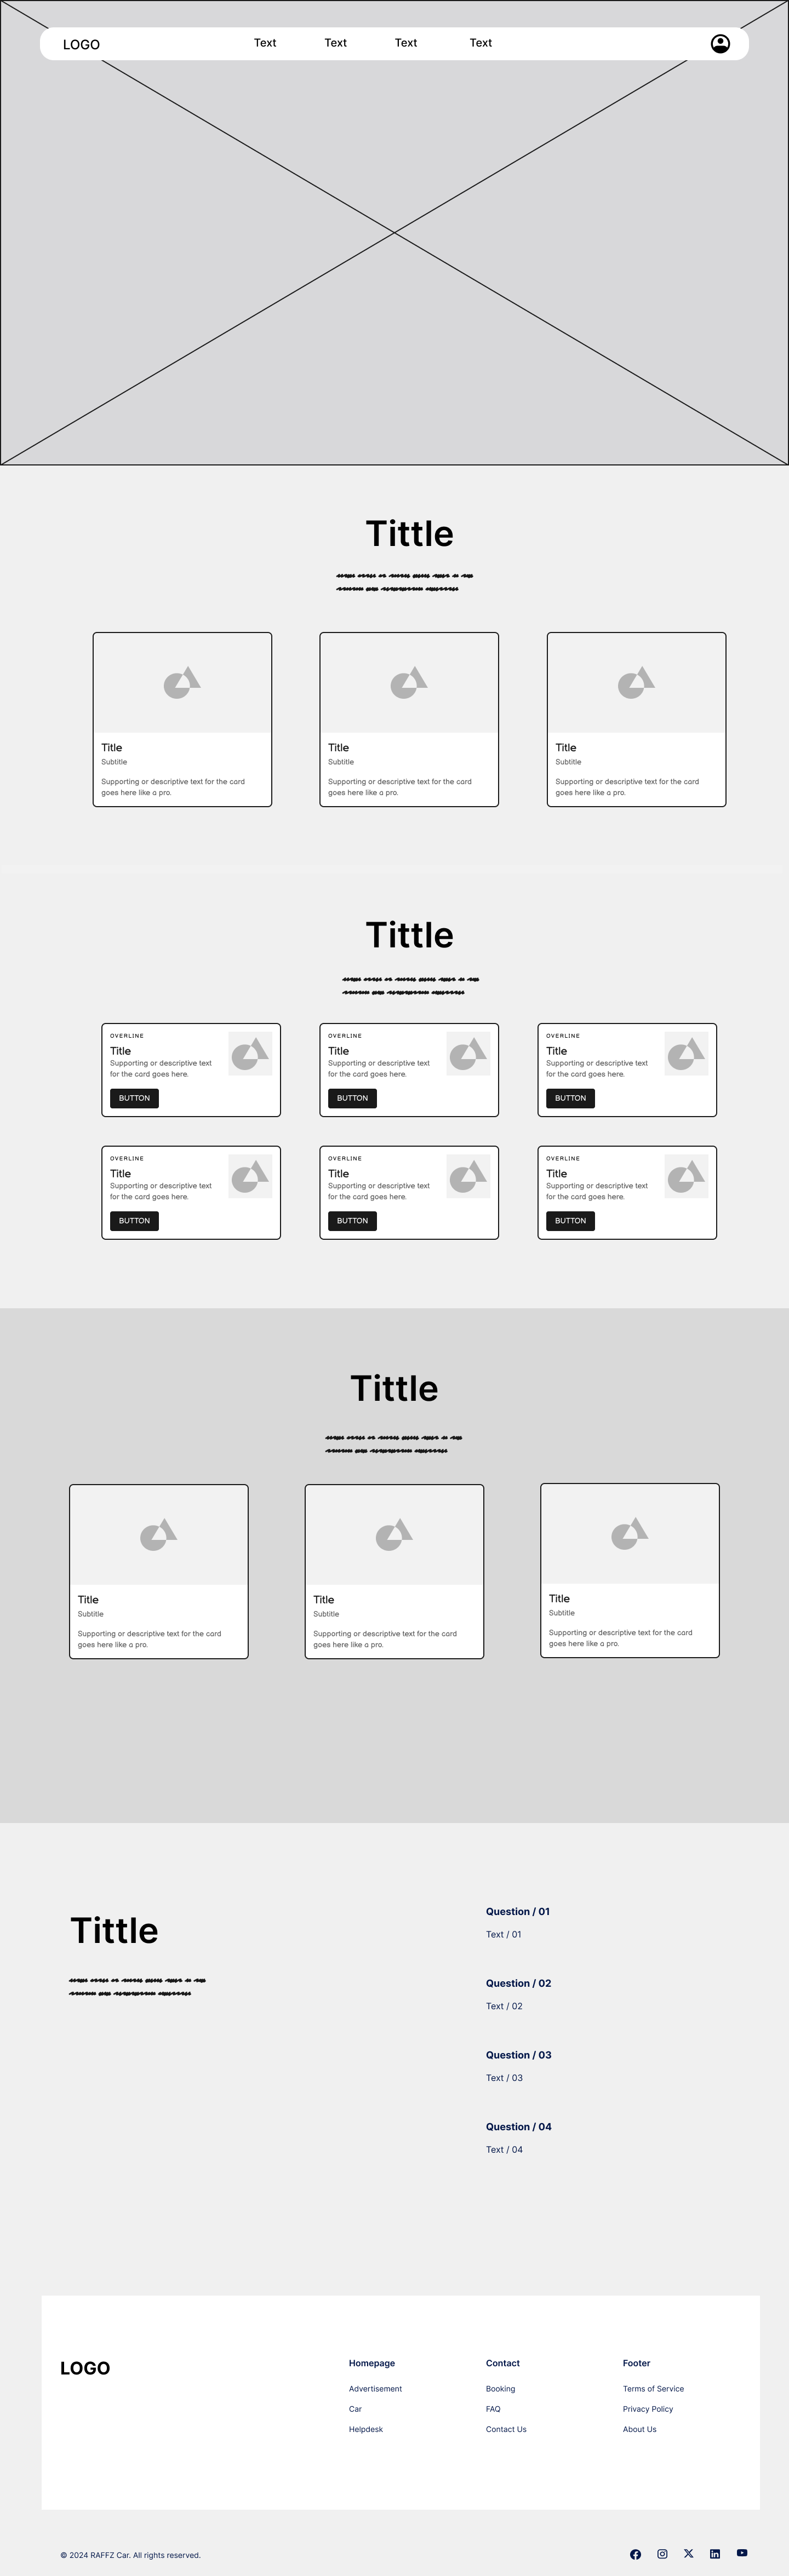 LOGO
Text
Text
Text
Text
Tittle
Title
Subtitle
Supporting or descriptive text for the card
goes here like a pro.
Title
Subtitle
Supporting or descriptive text for the card
goes here like a pro.
Title
Subtitle
Supporting or descriptive text for the card
goes here like a pro.
Tittle
OVERLINE
Title
Supporting or descriptive text
for the card goes here.
BUTTON
OVERLINE
Title
Supporting or descriptive text
for the card goes here.
BUTTON
OVERLINE
Title
Supporting or descriptive text
for the card goes here.
BUTTON
OVERLINE
Title
Supporting or descriptive text
for the card goes here.
BUTTON
OVERLINE
Title
Supporting or descriptive text
for the card goes here.
BUTTON
OVERLINE
Title
Supporting or descriptive text
for the card goes here.
BUTTON
Tittle
Title
Subtitle
Supporting or descriptive text for the card
goes here like a pro.
Title
Subtitle
Supporting or descriptive text for the card
goes here like a pro.
Title
Subtitle
Supporting or descriptive text for the card
goes here like a pro.
Tittle
Question / 01
Text / 01
Question / 02
Text / 02
Question / 03
Text / 03
Question / 04
Text / 04
LOGO
Homepage
Advertisement
Car
Helpdesk
Contact
Booking
FAQ
Contact Us
Footer
Terms of Service
Privacy Policy
About Us
© 2024 RAFFZ Car. All rights reserved.